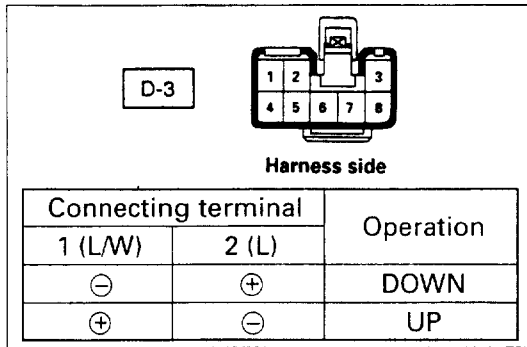 D-3
1 2 3
4 5 6 7 8
Harness side
Connecting terminal Operation
1 (L/W) 2 (L)
⊖ ⊕ DOWN
⊕ ⊖ UP